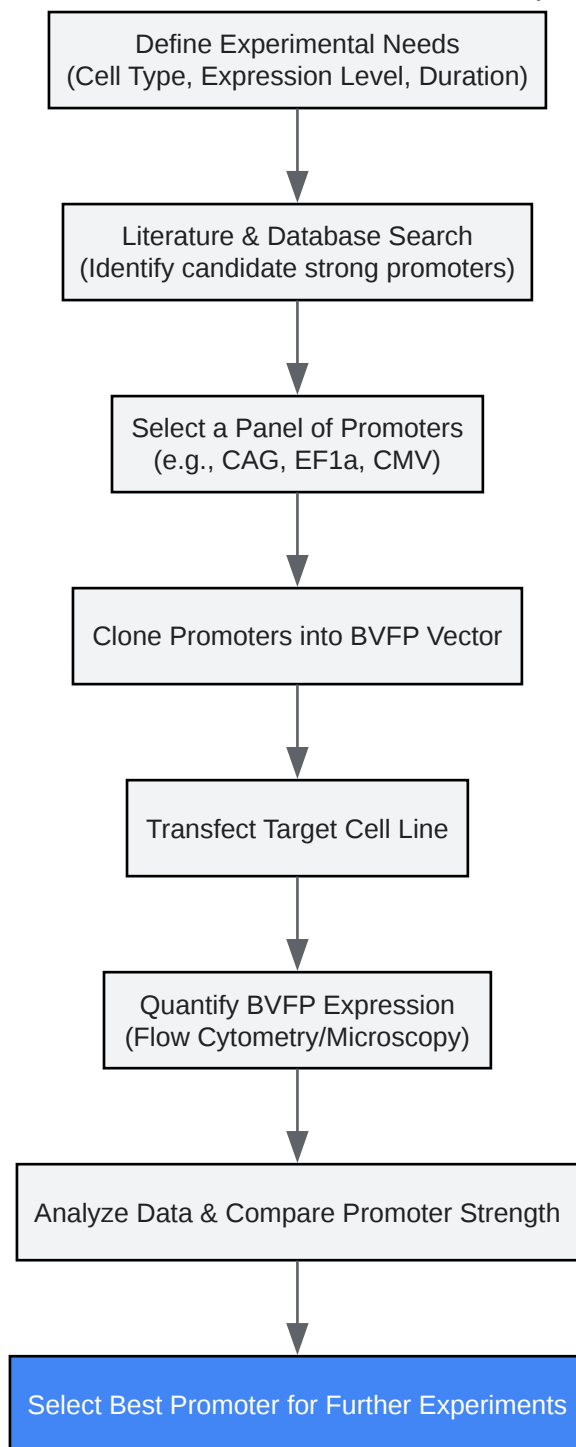 Define Experimental Needs
(Cell Type, Expression Level, Duration)
Literature & Database Search
(Identify candidate strong promoters)
Select a Panel of Promoters
(e.g., CAG, EF1a, CMV)
Clone Promoters into BVFP Vector
Transfect Target Cell Line
Quantify BVFP Expression
(Flow Cytometry/Microscopy)
Analyze Data & Compare Promoter Strength
Select Best Promoter for Further Experiments